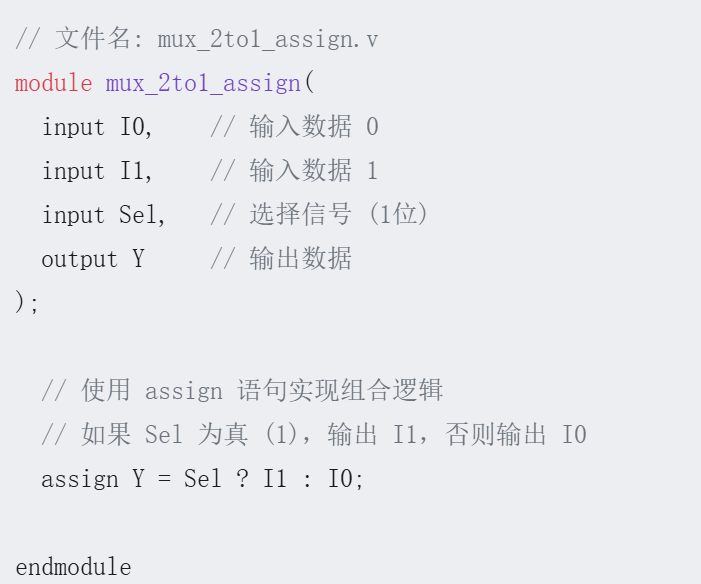 // 文件名: mux_2to1_assign.v
module mux_2to1_assign(
  input I0,    // 输入数据 0
  input I1,    // 输入数据 1
  input Sel,   // 选择信号 (1位)
  output Y     // 输出数据
);

  // 使用 assign 语句实现组合逻辑
  // 如果 Sel 为真 (1)，输出 I1，否则输出 I0
  assign Y = Sel ? I1 : I0;

endmodule